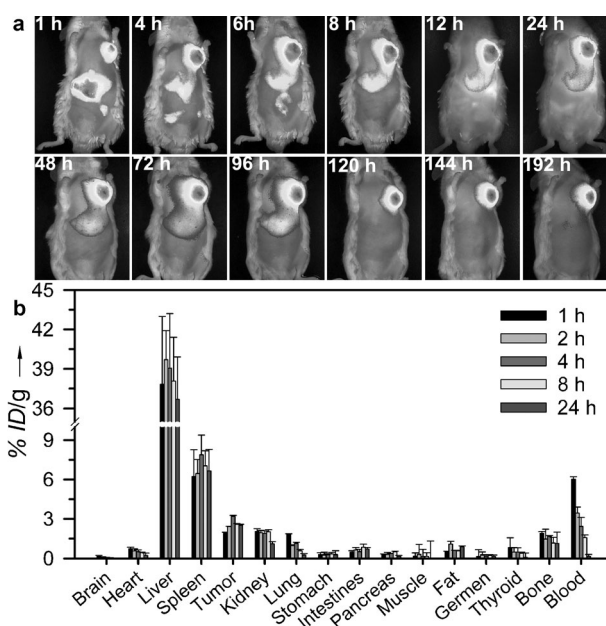 a
1 h 4 h 6h 8 h 12 h 24 h
48 h 72 h 96 h 120 h 144 h 192 h
b
% ID/g →
45
42
39
36
9
6
3
0
1 h
2 h
4 h
8 h
24 h
Brain
Heart
Liver
Spleen
Tumor
Kidney
Lung
Stomach
Intestines
Pancreas
Muscle
Fat
Germen
Thyroid
Bone
Blood